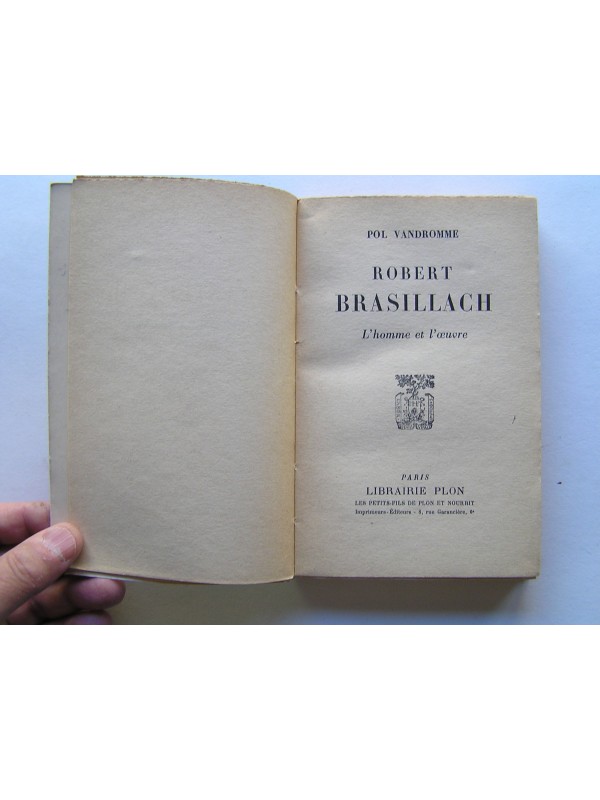 POL VANDROMME
ROBERT
BRASILLACH
L'homme et l'œuvre
PARIS
LIBRAIRIE PLON
LES PETITS-FILS DE PLON ET NOURRIT
Imprimeurs-Éditeurs - 8, rue Garancière, 6e